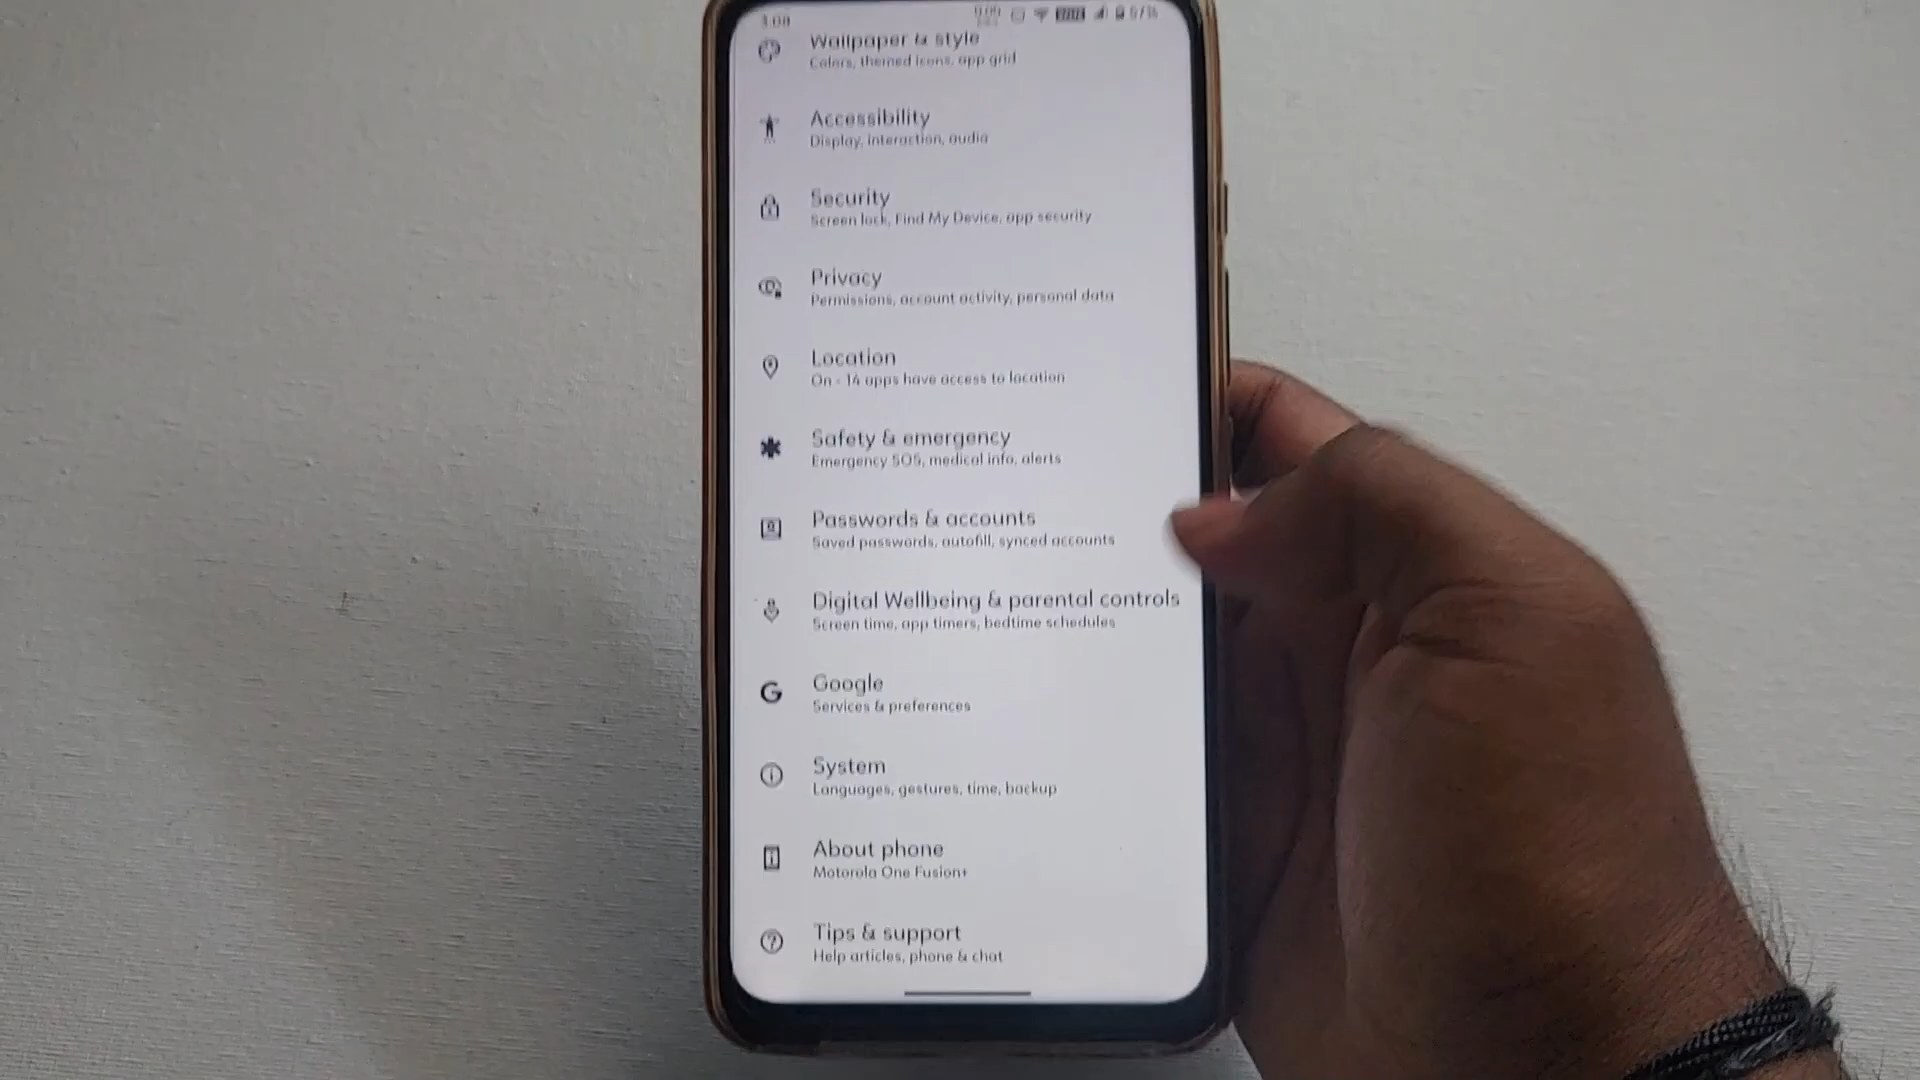 3:08
Wallpaper & style
Colors, themed icons, app grid
Accessibility
Display, interaction, audio
Security
Screen lock, Find My Device, app security
Privacy
Permissions, account activity, personal data
Location
On - 14 apps have access to location
Safety & emergency
Emergency SOS, medical info, alerts
Passwords & accounts
Saved passwords, autofill, synced accounts
Digital Wellbeing & parental controls
Screen time, app timers, bedtime schedules
Google
Services & preferences
System
Languages, gestures, time, backup
About phone
Motorola One Fusion+
Tips & support
Help articles, phone & chat